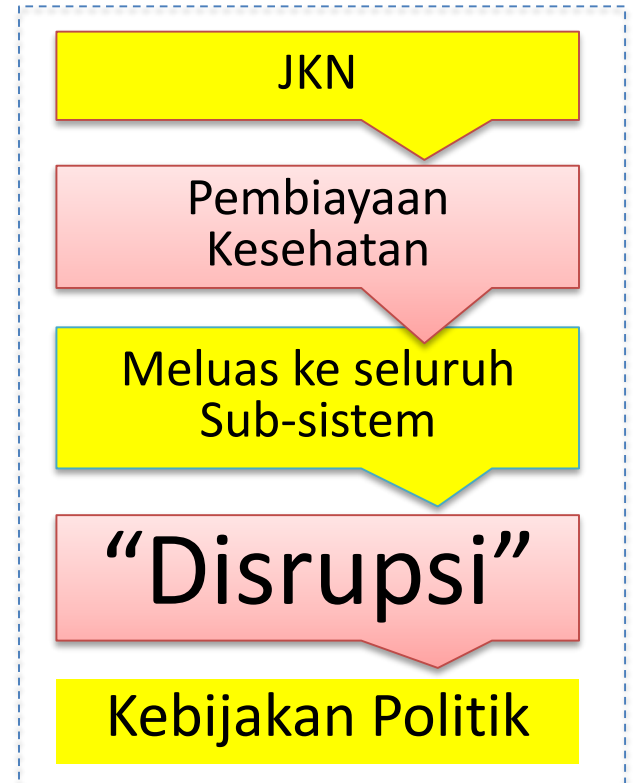 JKN
Pembiayaan
Kesehatan
Meluas ke seluruh
Sub-sistem
“Disrupsi”
Kebijakan Politik